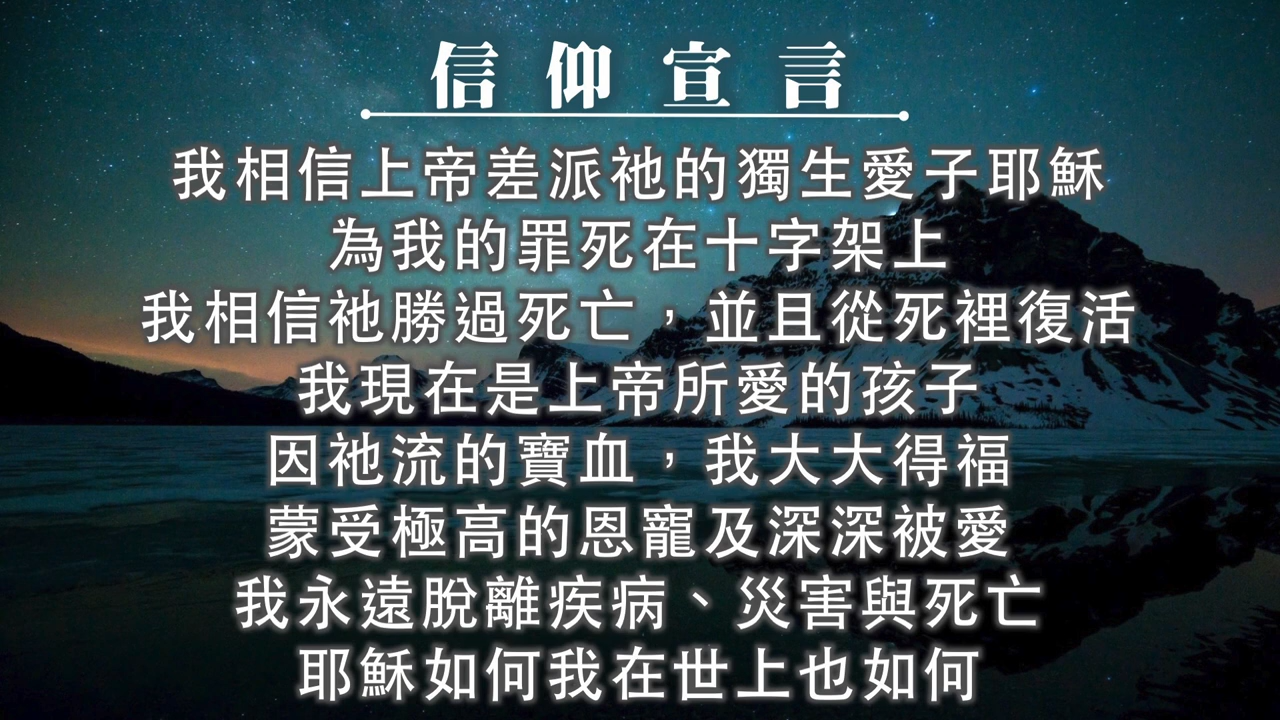 信仰宣言
我相信上帝差派祂的獨生愛子耶穌
為我的罪死在十字架上
我相信祂勝過死亡，並且從死裡復活
我現在是上帝所愛的孩子
因祂流的寶血，我大大得福
蒙受極高的恩寵及深深被愛
我永遠脫離疾病、災害與死亡
耶穌如何我在世上也如何